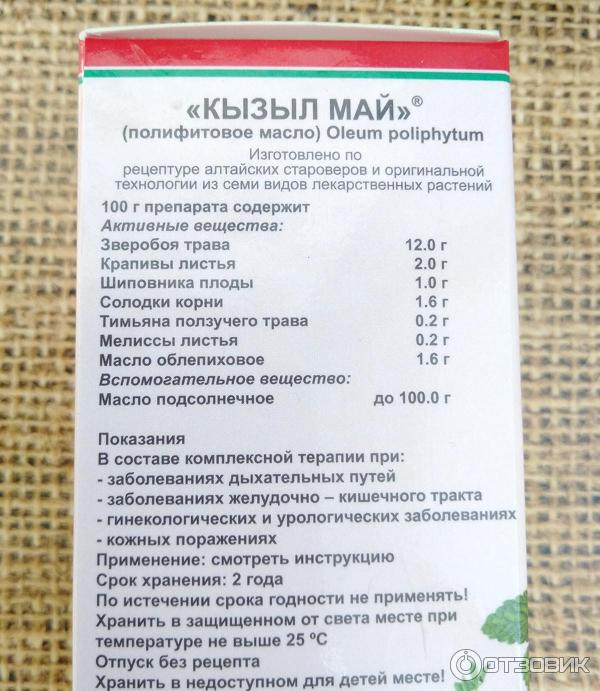 «КЫЗЫЛ МАЙ»®
(полифитовое масло) Oleum poliphytum
Изготовлено по
рецептуре алтайских староверов и оригинальной
технологии из семи видов лекарственных растений
100 г препарата содержит
Активные вещества:
Зверобоя трава 12.0 г
Крапивы листья 2.0 г
Шиповника плоды 1.0 г
Солодки корни 1.6 г
Тимьяна ползучего трава 0.2 г
Мелиссы листья 0.2 г
Масло облепиховое 1.6 г
Вспомогательное вещество:
Масло подсолнечное до 100.0 г
Показания
В составе комплексной терапии при:
- заболеваниях дыхательных путей
- заболеваниях желудочно – кишечного тракта
- гинекологических и урологических заболеваниях
- кожных поражениях
Применение: смотреть инструкцию
Срок хранения: 2 года
По истечении срока годности не применять!
Хранить в защищенном от света месте при
температуре не выше 25 ºС
Отпуск без рецепта
Хранить в недоступном для детей месте!
ОТЗОВИК